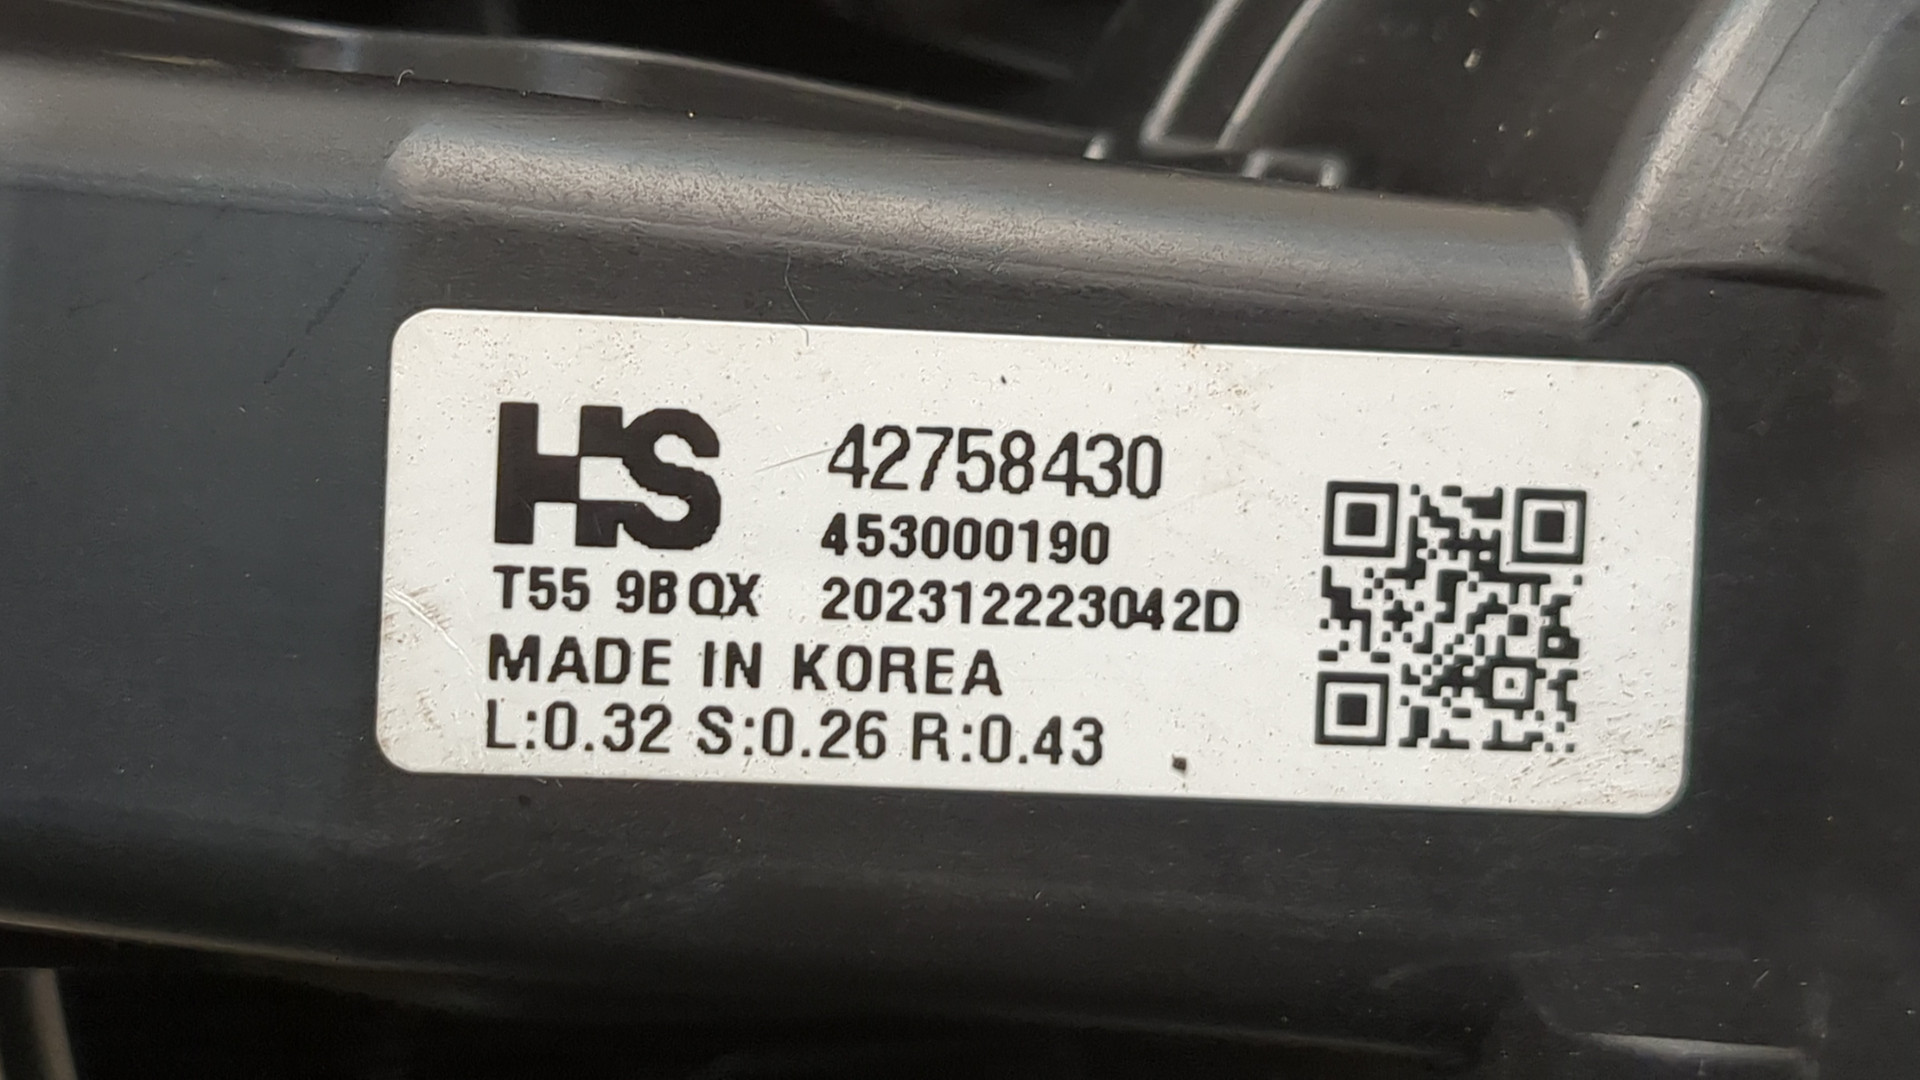 HS 42758430
453000190
T55 9BQX 202312223042D
MADE IN KOREA
L:0.32 S:0.26 R:0.43